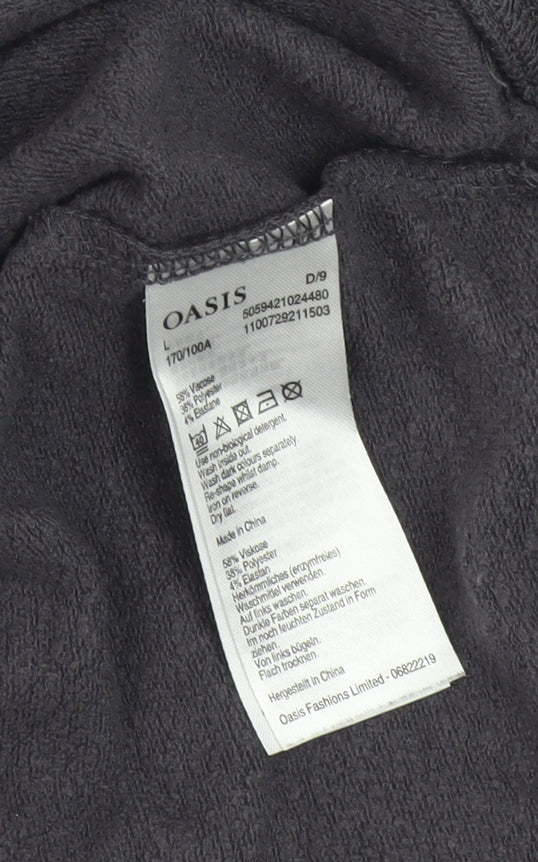 OASIS
D/9
L
5059421024480
170/100A
1100729211503
58% Viscose
38% Polyester
4% Elastane
40
Use non-biological detergent.
Wash inside out.
Wash dark colours separately.
Re-shape whilst damp.
Iron on reverse.
Dry flat.
Made in China
58% Viskose
38% Polyester
4% Elastan
Herkömmliches (enzymfreies)
Waschmittel verwenden.
Auf links waschen.
Dunkle Farben separat waschen.
Im noch feuchten Zustand in Form
ziehen.
Von links bügeln.
Flach trocknen.
Hergestellt in China
Oasis Fashions Limited - 06822219